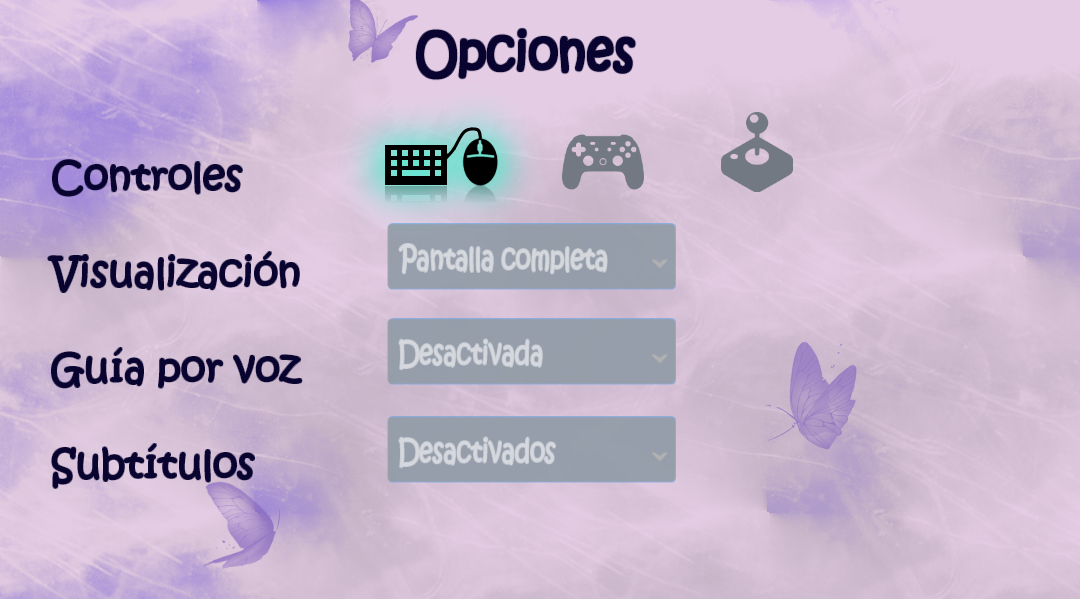 Opciones
Controles
Visualización
Pantalla completa
Guía por voz
Desactivada
Subtítulos
Desactivados